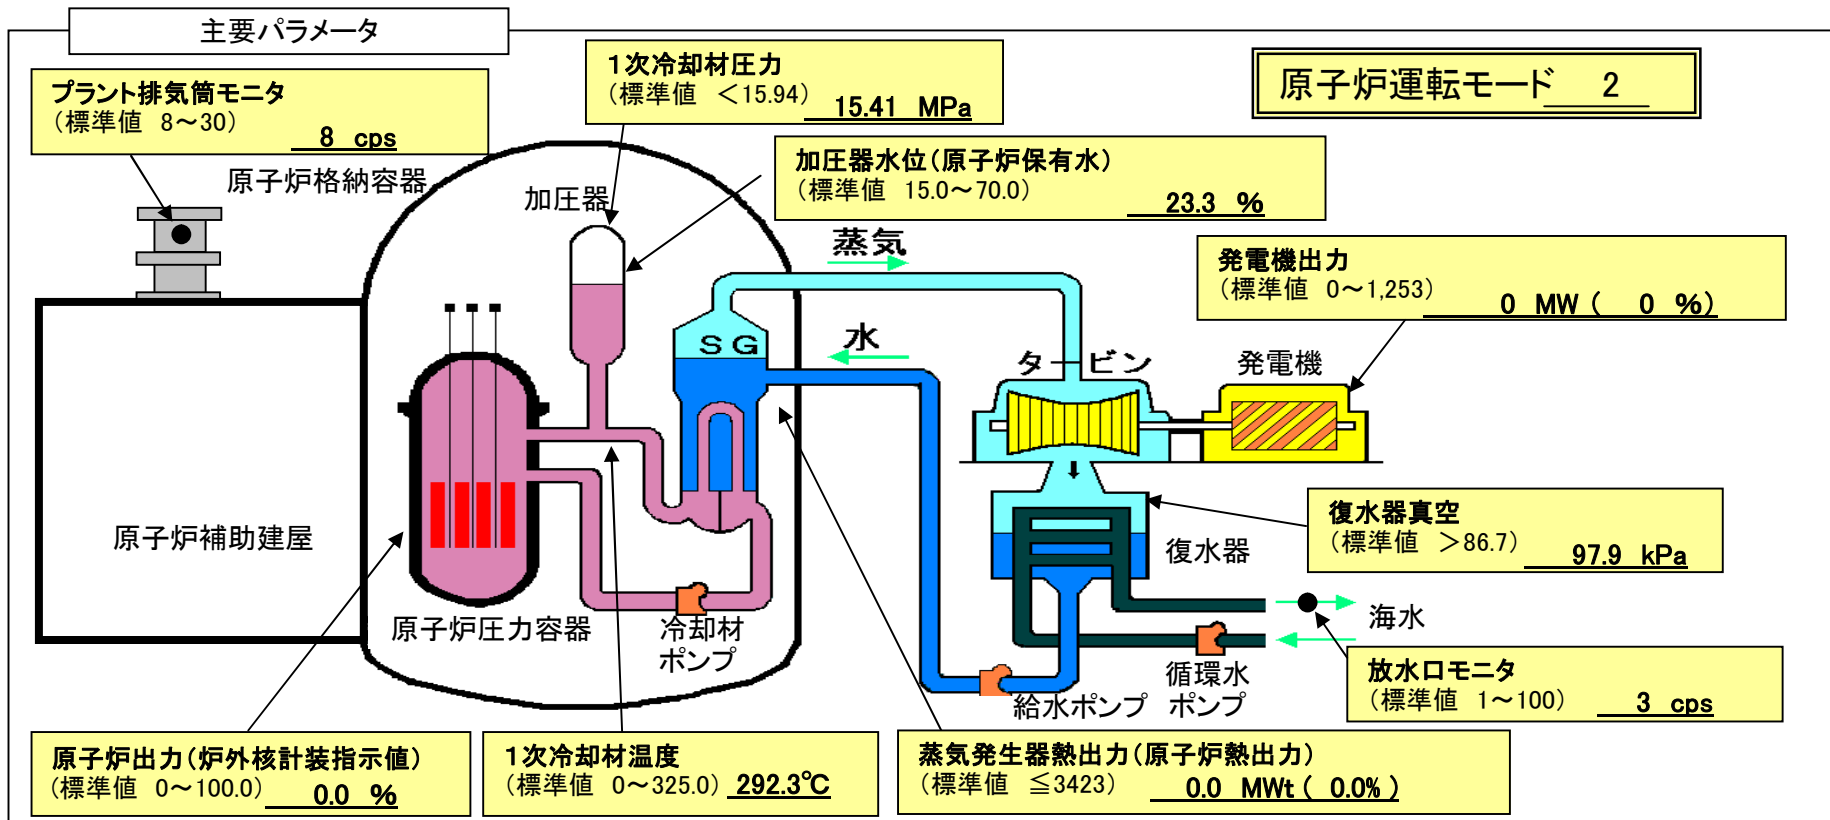 主要パラメータ
プラント排気筒モニタ
(標準値 8～30)
8 cps
1次冷却材圧力
(標準値 ＜15.94)
15.41 MPa
原子炉運転モード 2
加圧器水位(原子炉保有水)
(標準値 15.0～70.0)
23.3 %
原子炉格納容器
加圧器
蒸気
発電機出力
(標準値 0～1,253)
0 MW ( 0 %)
水
SG
タービン
発電機
復水器真空
(標準値 ＞86.7)
97.9 kPa
原子炉補助建屋
復水器
海水
原子炉圧力容器
冷却材
ポンプ
循環水
ポンプ
給水ポンプ
放水口モニタ
(標準値 1～100)
3 cps
原子炉出力(炉外核計装指示値)
(標準値 0～100.0)
0.0 %
1次冷却材温度
(標準値 0～325.0)
292.3℃
蒸気発生器熱出力(原子炉熱出力)
(標準値 ≦3423)
0.0 MWt ( 0.0% )